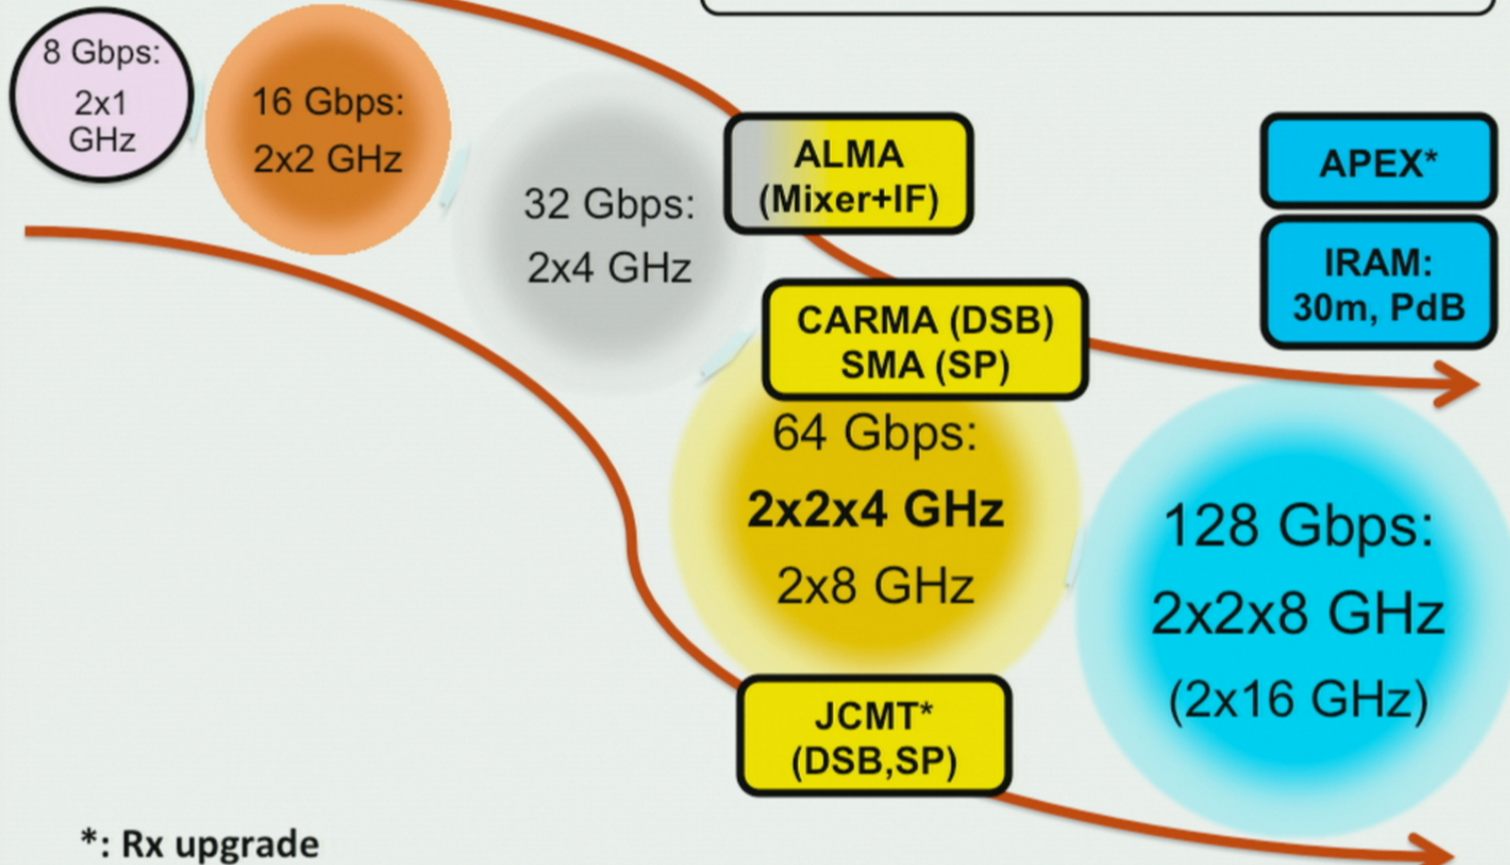 8 Gbps:
2x1
GHz
16 Gbps:
2x2 GHz
32 Gbps:
2x4 GHz
ALMA
(Mixer+IF)
APEX*
IRAM:
30m, PdB
CARMA (DSB)
SMA (SP)
64 Gbps:
2x2x4 GHz
2x8 GHz
128 Gbps:
2x2x8 GHz
(2x16 GHz)
JCMT*
(DSB,SP)
*: Rx upgrade